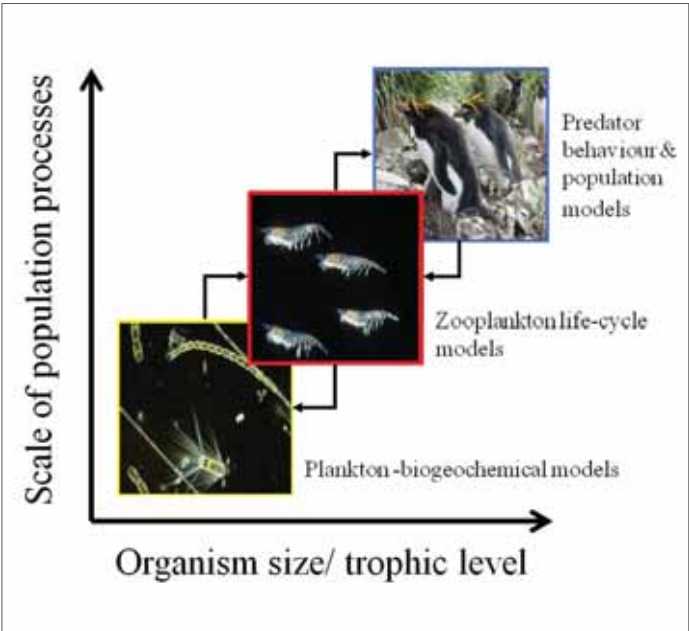 Scale of population processes
Predator
behaviour &
population
models
Zooplankton life-cycle
models
Plankton -biogeochemical models
Organism size/ trophic level